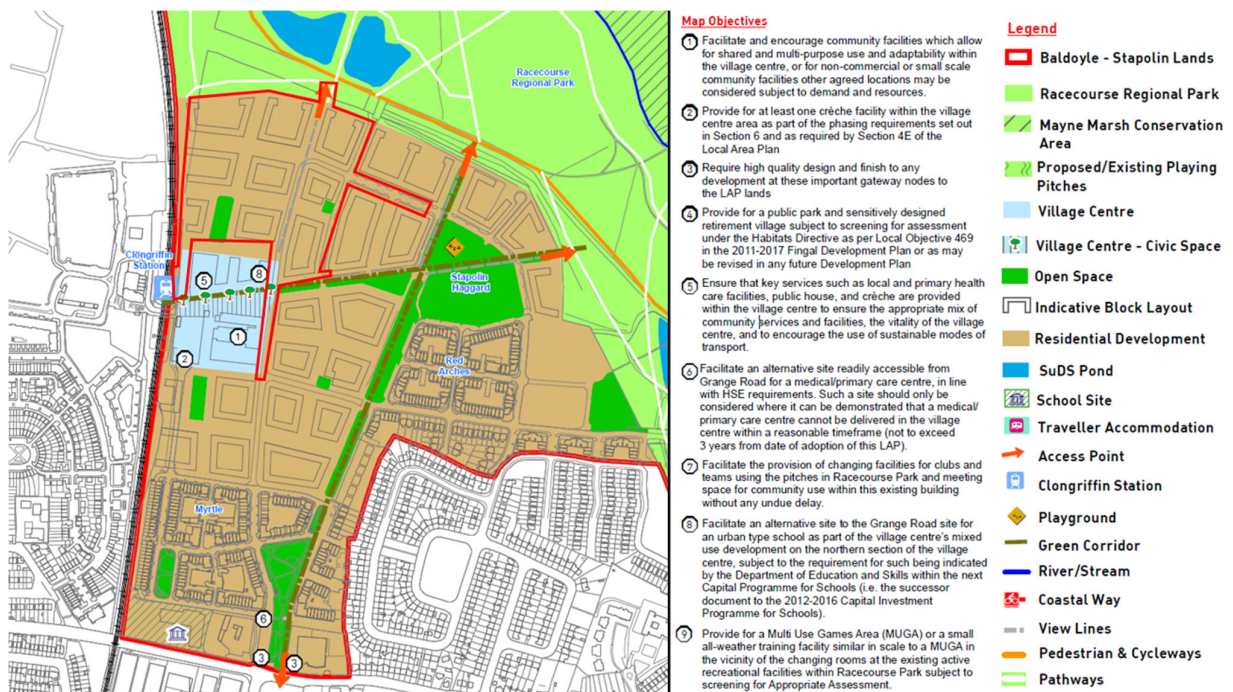 Racecourse
Regional Park
Clongriffin
Station
5
8
1
2
Stapolin
Haggard
Red
Arches
Myrtle
6
3
3
Map Objectives
1 Facilitate and encourage community facilities which allow
for shared and multi-purpose use and adaptability within
the village centre, or for non-commercial or small scale
community facilities other agreed locations may be
considered subject to demand and resources.
2 Provide for at least one crèche facility within the village
centre area as part of the phasing requirements set out
in Section 6 and as required by Section 4E of the
Local Area Plan
3 Require high quality design and finish to any
development at these important gateway nodes to
the LAP lands
4 Provide for a public park and sensitively designed
retirement village subject to screening for assessment
under the Habitats Directive as per Local Objective 469
in the 2011-2017 Fingal Development Plan or as may
be revised in any future Development Plan
5 Ensure that key services such as local and primary health
care facilities, public house, and crèche are provided
within the village centre to ensure the appropriate mix of
community services and facilities, the vitality of the village
centre, and to encourage the use of sustainable modes of
transport.
6 Facilitate an alternative site readily accessible from
Grange Road for a medical/primary care centre, in line
with HSE requirements. Such a site should only be
considered where it can be demonstrated that a medical/
primary care centre cannot be delivered in the village
centre within a reasonable timeframe (not to exceed
3 years from date of adoption of this LAP).
7 Facilitate the provision of changing facilities for clubs and
teams using the pitches in Racecourse Park and meeting
space for community use within this existing building
without any undue delay.
8 Facilitate an alternative site to the Grange Road site for
an urban type school as part of the village centre's mixed
use development on the northern section of the village
centre, subject to the requirement for such being indicated
by the Department of Education and Skills within the next
Capital Programme for Schools (i.e. the successor
document to the 2012-2016 Capital Investment
Programme for Schools).
9 Provide for a Multi Use Games Area (MUGA) or a small
all-weather training facility similar in scale to a MUGA in
the vicinity of the changing rooms at the existing active
recreational facilities within Racecourse Park subject to
screening for Appropriate Assessment.
Legend
Baldoyle - Stapolin Lands
Racecourse Regional Park
Mayne Marsh Conservation
Area
Proposed/Existing Playing
Pitches
Village Centre
Village Centre - Civic Space
Open Space
Indicative Block Layout
Residential Development
SuDS Pond
School Site
Traveller Accommodation
Access Point
Clongriffin Station
Playground
Green Corridor
River/Stream
Coastal Way
View Lines
Pedestrian & Cycleways
Pathways